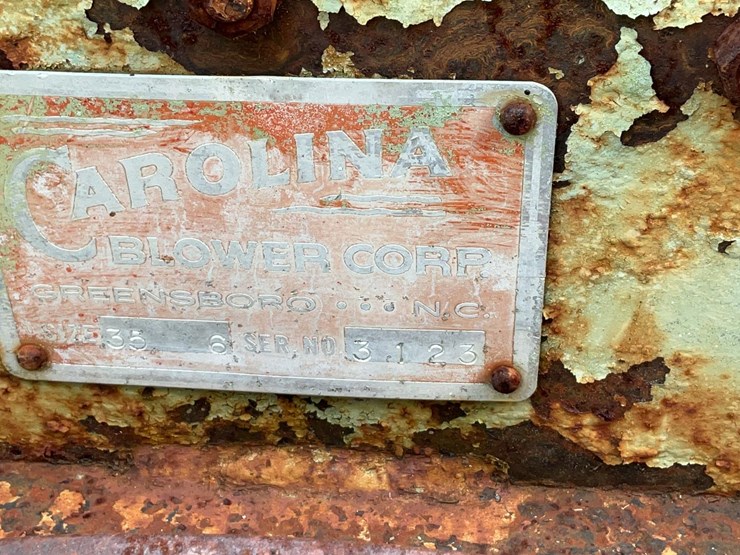 CAROLINA
BLOWER CORP
GREENSBORO ... N.C.
SIZE 35 6 SER. NO 3123